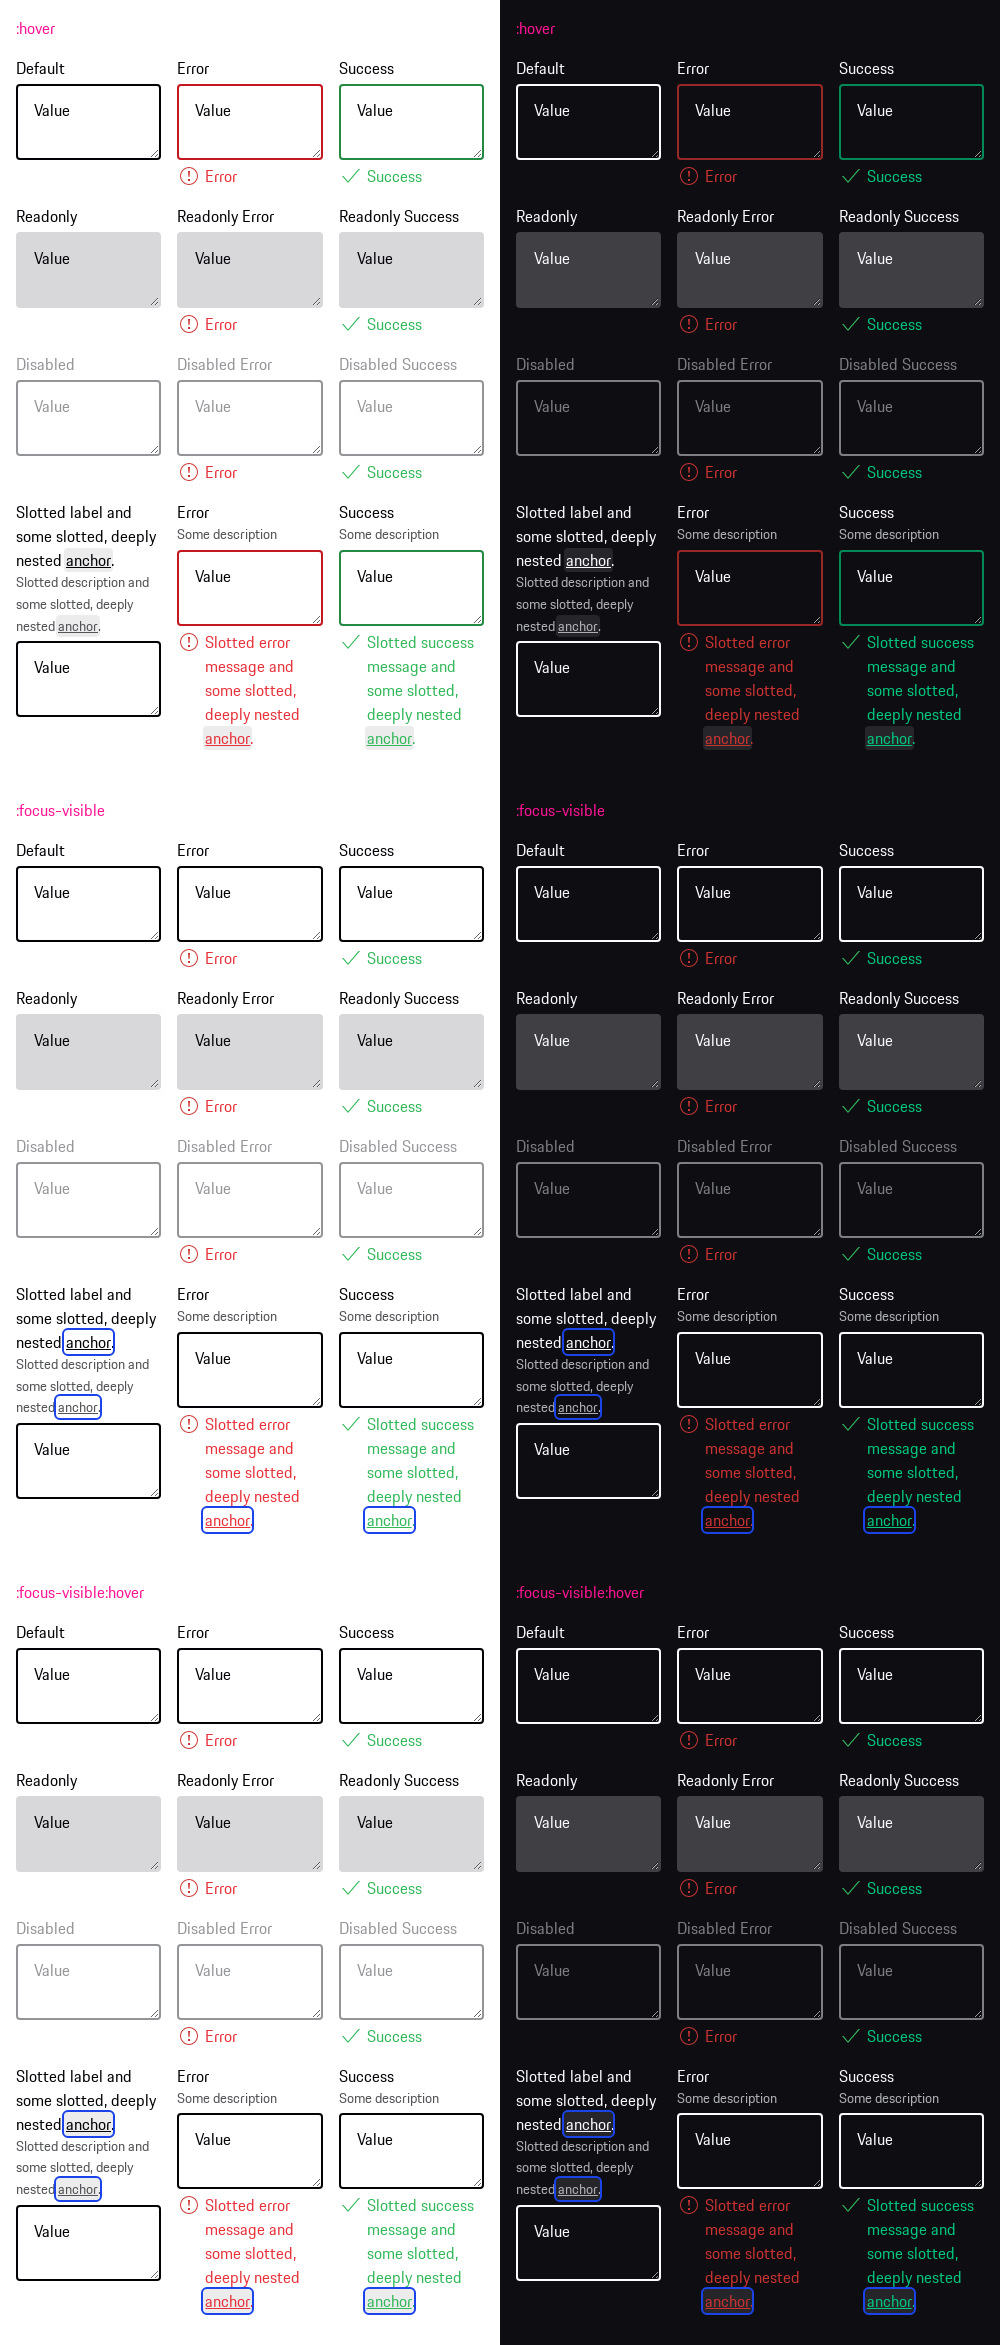 :hover
Default Error Success
Value Value Value
Error Success
Readonly Readonly Error Readonly Success
Value Value Value
Error Success
Disabled Disabled Error Disabled Success
Value Value Value
Error Success
Slotted label and
some slotted, deeply
nested anchor.
Slotted description and
some slotted, deeply
nested anchor.
Value
Error
Some description
Value
Slotted error
message and
some slotted,
deeply nested
anchor.
Success
Some description
Value
Slotted success
message and
some slotted,
deeply nested
anchor.
:focus-visible
Default Error Success
Value Value Value
Error Success
Readonly Readonly Error Readonly Success
Value Value Value
Error Success
Disabled Disabled Error Disabled Success
Value Value Value
Error Success
Slotted label and
some slotted, deeply
nested anchor.
Slotted description and
some slotted, deeply
nested anchor.
Value
Error
Some description
Value
Slotted error
message and
some slotted,
deeply nested
anchor.
Success
Some description
Value
Slotted success
message and
some slotted,
deeply nested
anchor.
:focus-visible:hover
Default Error Success
Value Value Value
Error Success
Readonly Readonly Error Readonly Success
Value Value Value
Error Success
Disabled Disabled Error Disabled Success
Value Value Value
Error Success
Slotted label and
some slotted, deeply
nested anchor.
Slotted description and
some slotted, deeply
nested anchor.
Value
Error
Some description
Value
Slotted error
message and
some slotted,
deeply nested
anchor.
Success
Some description
Value
Slotted success
message and
some slotted,
deeply nested
anchor.
:hover
Default Error Success
Value Value Value
Error Success
Readonly Readonly Error Readonly Success
Value Value Value
Error Success
Disabled Disabled Error Disabled Success
Value Value Value
Error Success
Slotted label and
some slotted, deeply
nested anchor.
Slotted description and
some slotted, deeply
nested anchor.
Value
Error
Some description
Value
Slotted error
message and
some slotted,
deeply nested
anchor.
Success
Some description
Value
Slotted success
message and
some slotted,
deeply nested
anchor.
:focus-visible
Default Error Success
Value Value Value
Error Success
Readonly Readonly Error Readonly Success
Value Value Value
Error Success
Disabled Disabled Error Disabled Success
Value Value Value
Error Success
Slotted label and
some slotted, deeply
nested anchor.
Slotted description and
some slotted, deeply
nested anchor.
Value
Error
Some description
Value
Slotted error
message and
some slotted,
deeply nested
anchor.
Success
Some description
Value
Slotted success
message and
some slotted,
deeply nested
anchor.
:focus-visible:hover
Default Error Success
Value Value Value
Error Success
Readonly Readonly Error Readonly Success
Value Value Value
Error Success
Disabled Disabled Error Disabled Success
Value Value Value
Error Success
Slotted label and
some slotted, deeply
nested anchor.
Slotted description and
some slotted, deeply
nested anchor.
Value
Error
Some description
Value
Slotted error
message and
some slotted,
deeply nested
anchor.
Success
Some description
Value
Slotted success
message and
some slotted,
deeply nested
anchor.